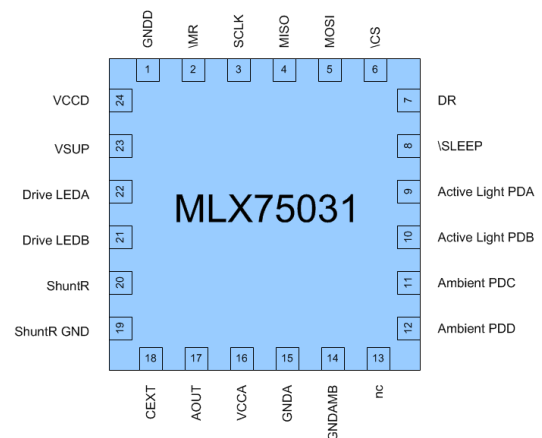 GNDD
\MR
SCLK
MISO
MOSI
\CS
1
2
3
4
5
6
VCCD 24
7 DR
VSUP 23
8 \SLEEP
Drive LEDA 22
MLX75031
9 Active Light PDA
Drive LEDB 21
10 Active Light PDB
ShuntR 20
11 Ambient PDC
ShuntR GND 19
12 Ambient PDD
18
17
16
15
14
13
CEXT
AOUT
VCCA
GNDA
GNDAMB
nc